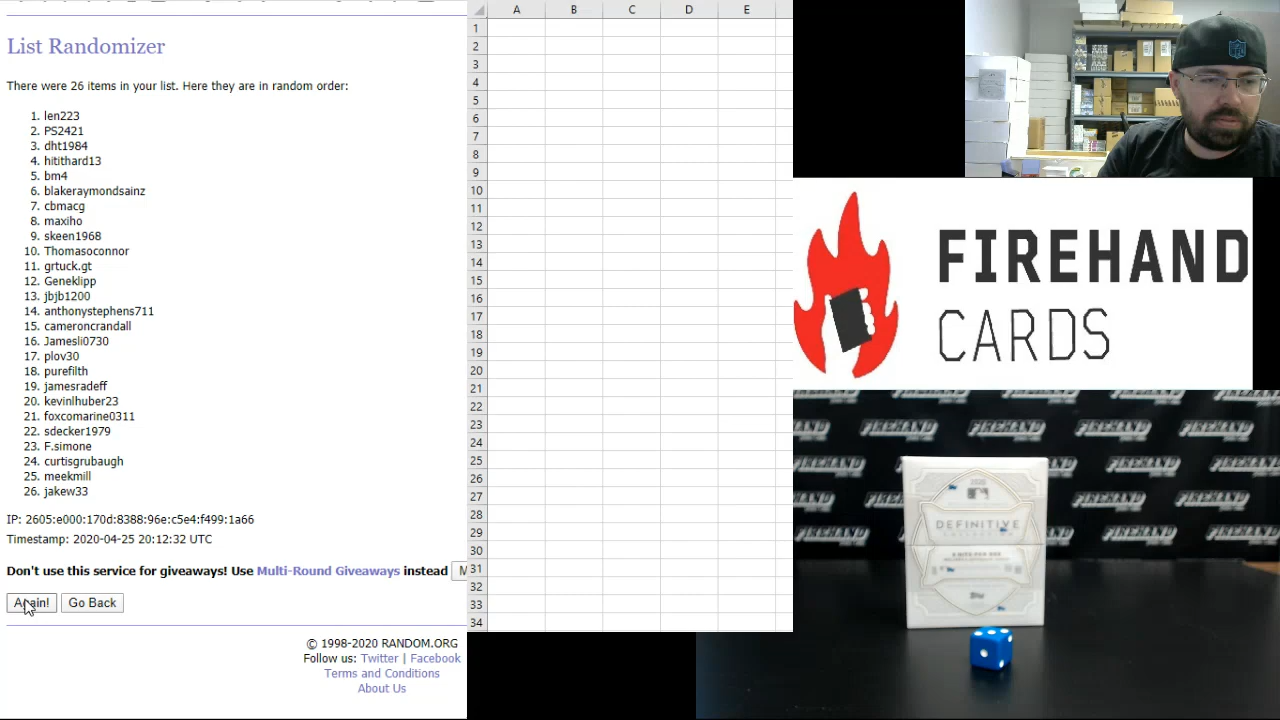 List Randomizer
There were 26 items in your list. Here they are in random order:
1. len223
2. PS2421
3. dht1984
4. hitithard13
5. bm4
6. blakeraymondsainz
7. cbmacg
8. maxiho
9. skeen1968
10. Thomasoconnor
11. grtuck.gt
12. Geneklipp
13. jbjb1200
14. anthonystephens711
15. cameroncrandall
16. Jamesli0730
17. plov30
18. purefilth
19. jamesradeff
20. kevinlhuber23
21. foxcomarine0311
22. sdecker1979
23. F.simone
24. curtisgrubaugh
25. meekmill
26. jakew33
IP: 2605:e000:170d:8388:96e:c5e4:f499:1a66
Timestamp: 2020-04-25 20:12:32 UTC
Don't use this service for giveaways! Use Multi-Round Giveaways instead
Again! Go Back
© 1998-2020 RANDOM.ORG
Follow us: Twitter | Facebook
Terms and Conditions
About Us
A B C D E
1
2
3
4
5
6
7
8
9
10
11
12
13
14
15
16
17
18
19
20
21
22
23
24
25
26
27
28
29
30
31
32
33
34
NFL
FIREHAND
CARDS
DEFINITIVE
COLLECTION
topps